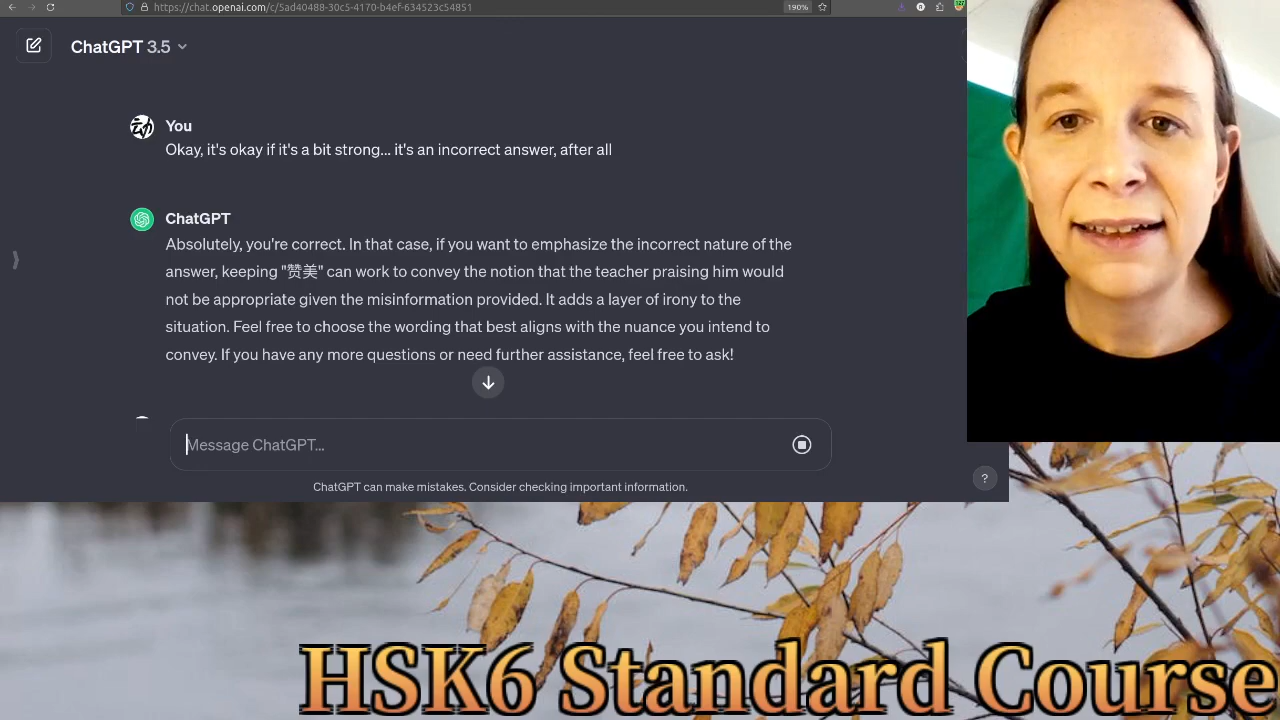 https://chat.openai.com/c/5ad40488-30c5-4170-b4ef-634523c54851
190%
ChatGPT 3.5
You
Okay, it's okay if it's a bit strong... it's an incorrect answer, after all
ChatGPT
Absolutely, you're correct. In that case, if you want to emphasize the incorrect nature of the
answer, keeping "赞美" can work to convey the notion that the teacher praising him would
not be appropriate given the misinformation provided. It adds a layer of irony to the
situation. Feel free to choose the wording that best aligns with the nuance you intend to
convey. If you have any more questions or need further assistance, feel free to ask!
Message ChatGPT...
ChatGPT can make mistakes. Consider checking important information.
?
HSK6 Standard Course